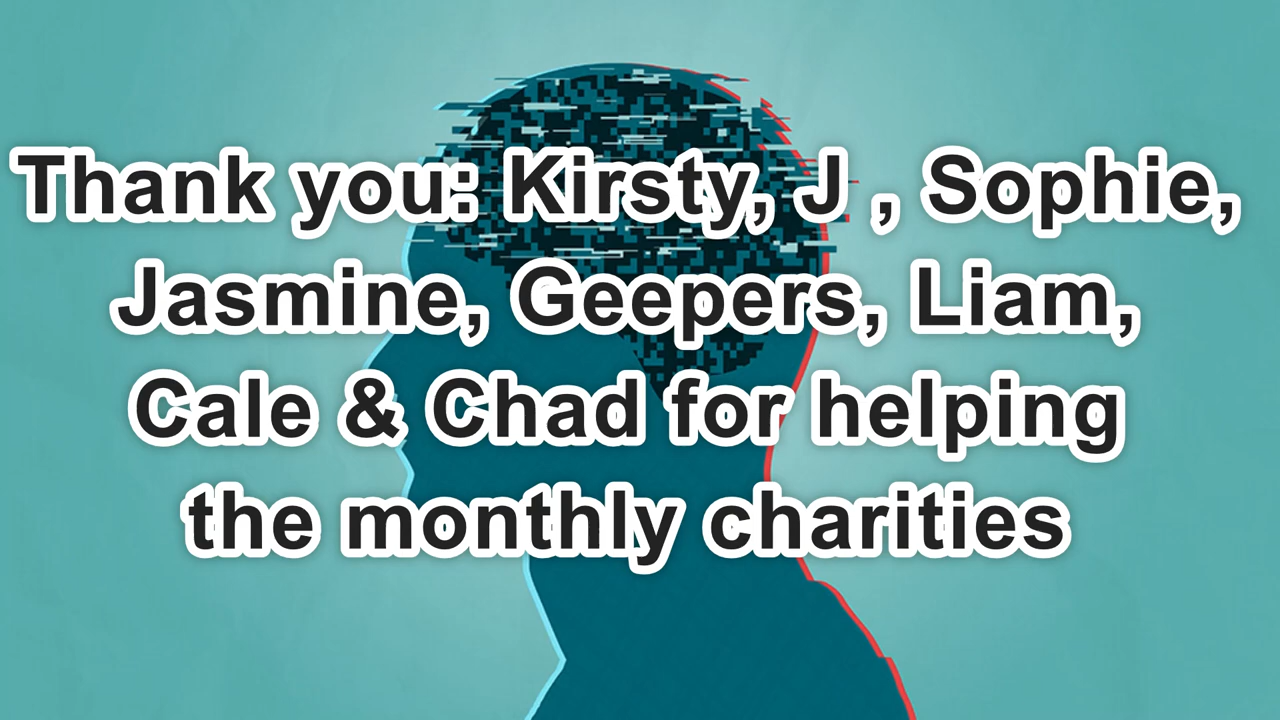 Thank you: Kirsty, J , Sophie,
Jasmine, Geepers, Liam,
Cale & Chad for helping
the monthly charities